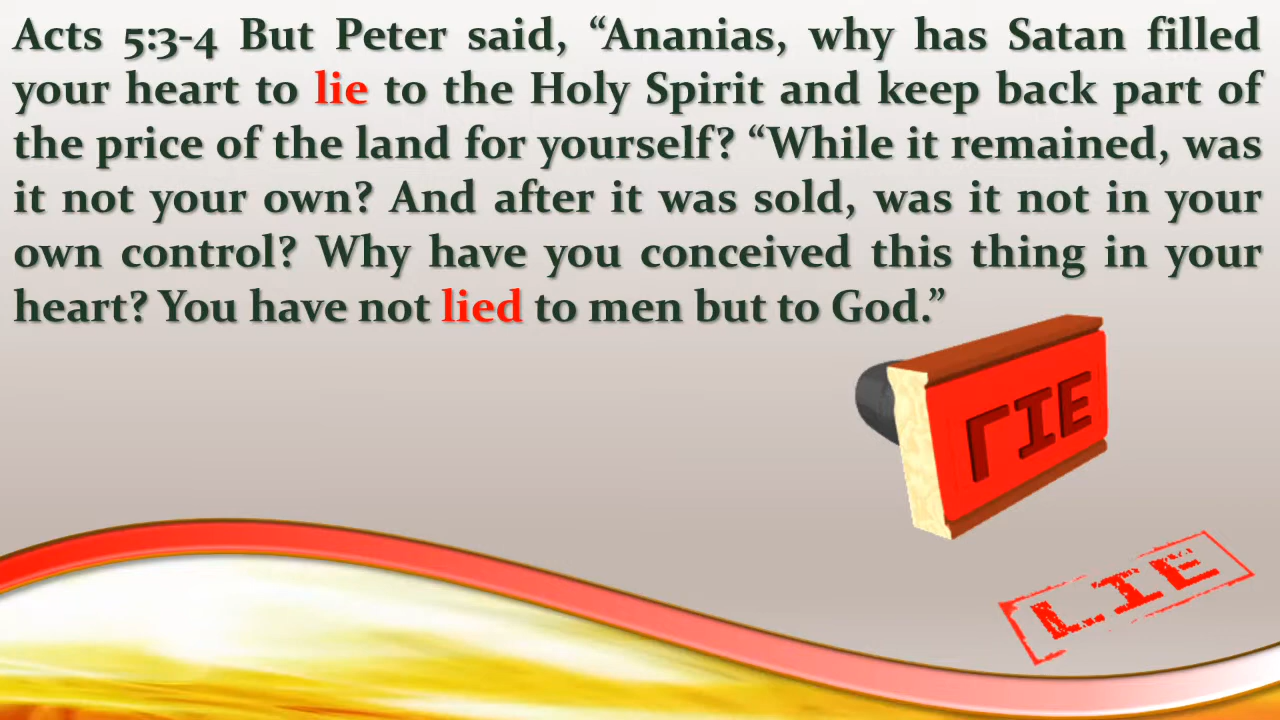 Acts 5:3-4 But Peter said, “Ananias, why has Satan filled
your heart to lie to the Holy Spirit and keep back part of
the price of the land for yourself? “While it remained, was
it not your own? And after it was sold, was it not in your
own control? Why have you conceived this thing in your
heart? You have not lied to men but to God.”
LIE
LIE